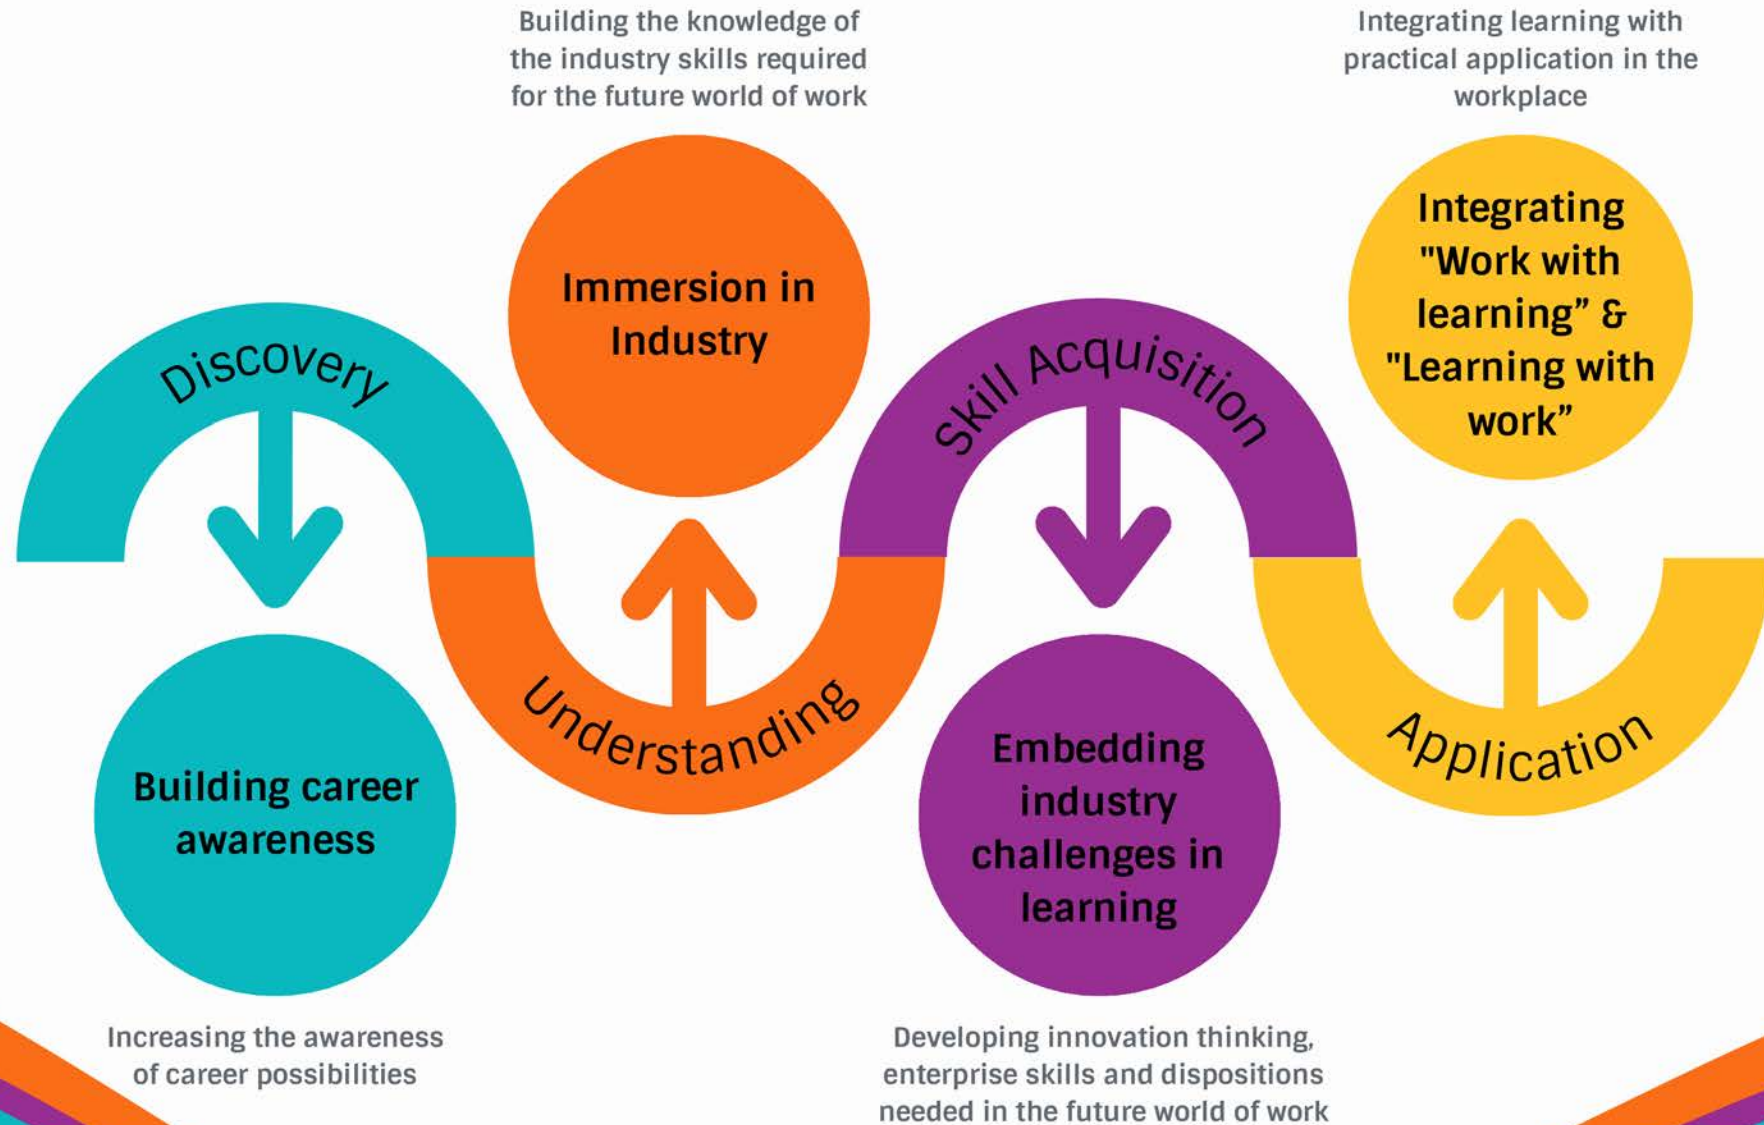 Building the knowledge of
the industry skills required
for the future world of work
Integrating learning with
practical application in the
workplace
Discovery
Immersion in
Industry
Skill Acquisition
Integrating
"Work with
learning” &
"Learning with
work”
Building career
awareness
Understanding
Embedding
industry
challenges in
learning
Application
Increasing the awareness
of career possibilities
Developing innovation thinking,
enterprise skills and dispositions
needed in the future world of work